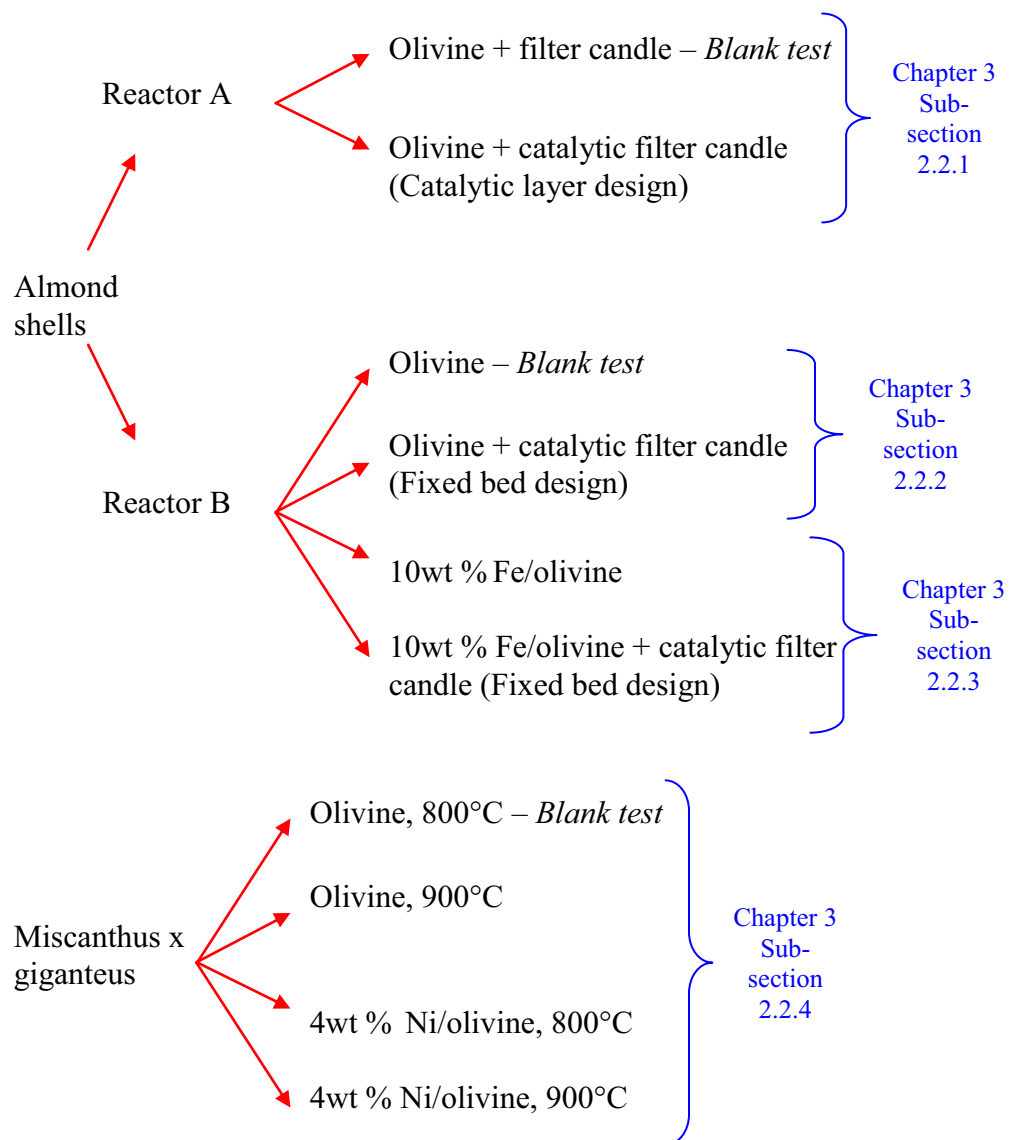 Olivine + filter candle – Blank test
Reactor A
Olivine + catalytic filter candle
(Catalytic layer design)
Chapter 3
Sub-
section
2.2.1
Almond
shells
Olivine – Blank test
Olivine + catalytic filter candle
(Fixed bed design)
Chapter 3
Sub-
section
2.2.2
Reactor B
10wt % Fe/olivine
10wt % Fe/olivine + catalytic filter
candle (Fixed bed design)
Chapter 3
Sub-
section
2.2.3
Olivine, 800°C – Blank test
Olivine, 900°C
Miscanthus x
giganteus
4wt % Ni/olivine, 800°C
4wt % Ni/olivine, 900°C
Chapter 3
Sub-
section
2.2.4